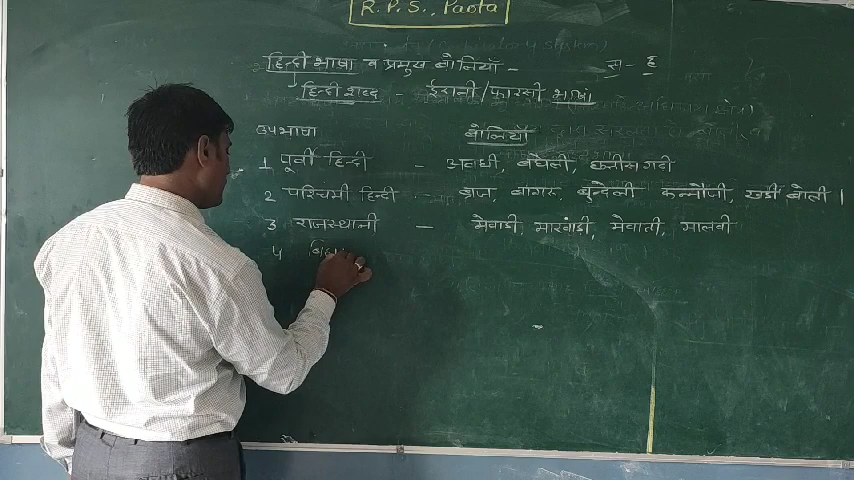 R.P.S., Paota
हिन्दी भाषा व प्रमुख बोलियाँ - स - ह
हिन्दी शब्द - ईरानी/फारसी भाषा
उपभाषा बोलियाँ
1 पूर्वी हिन्दी - अवधी, बघेली, छत्तीसगढी
2 पश्चिमी हिन्दी - ब्रज, बांगरू, बुन्देली कन्नौजी, खडी बोली।
3 राजस्थानी - मेवाडी, मारवाडी, मेवाती, मालवी
4 बिहा